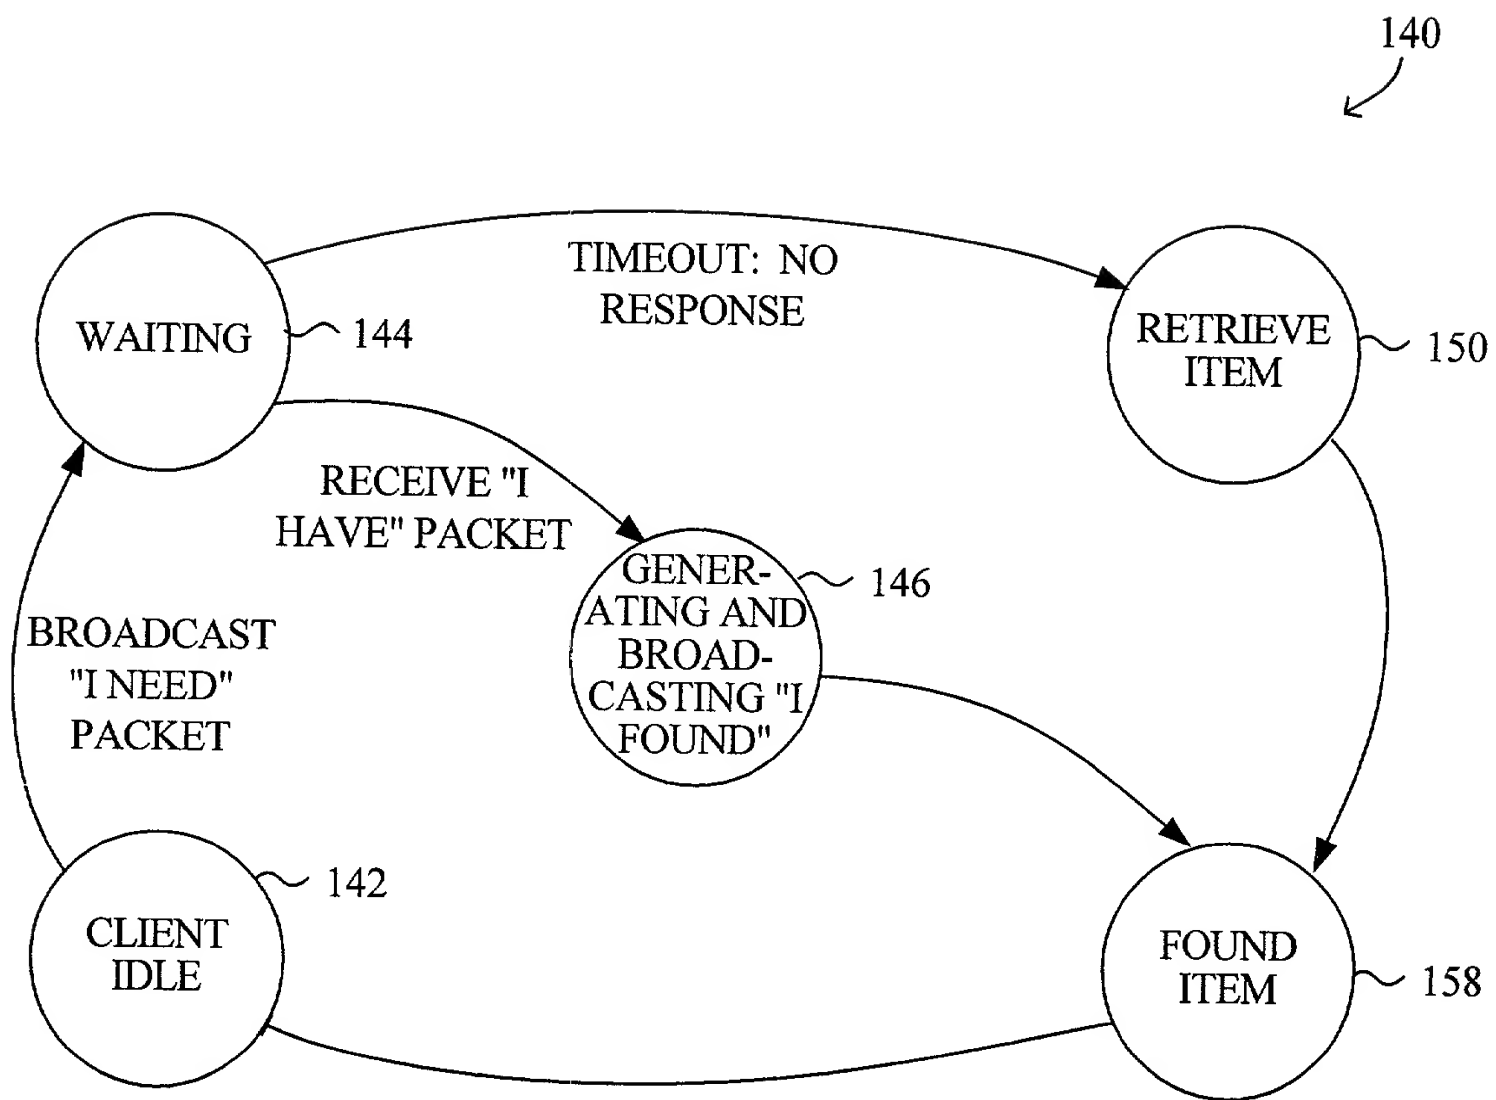 140
TIMEOUT: NO
RESPONSE
WAITING
144
RETRIEVE
ITEM
150
RECEIVE "I
HAVE" PACKET
GENER-
ATING AND
BROAD-
CASTING "I
FOUND"
146
BROADCAST
"I NEED"
PACKET
142
CLIENT
IDLE
FOUND
ITEM
158